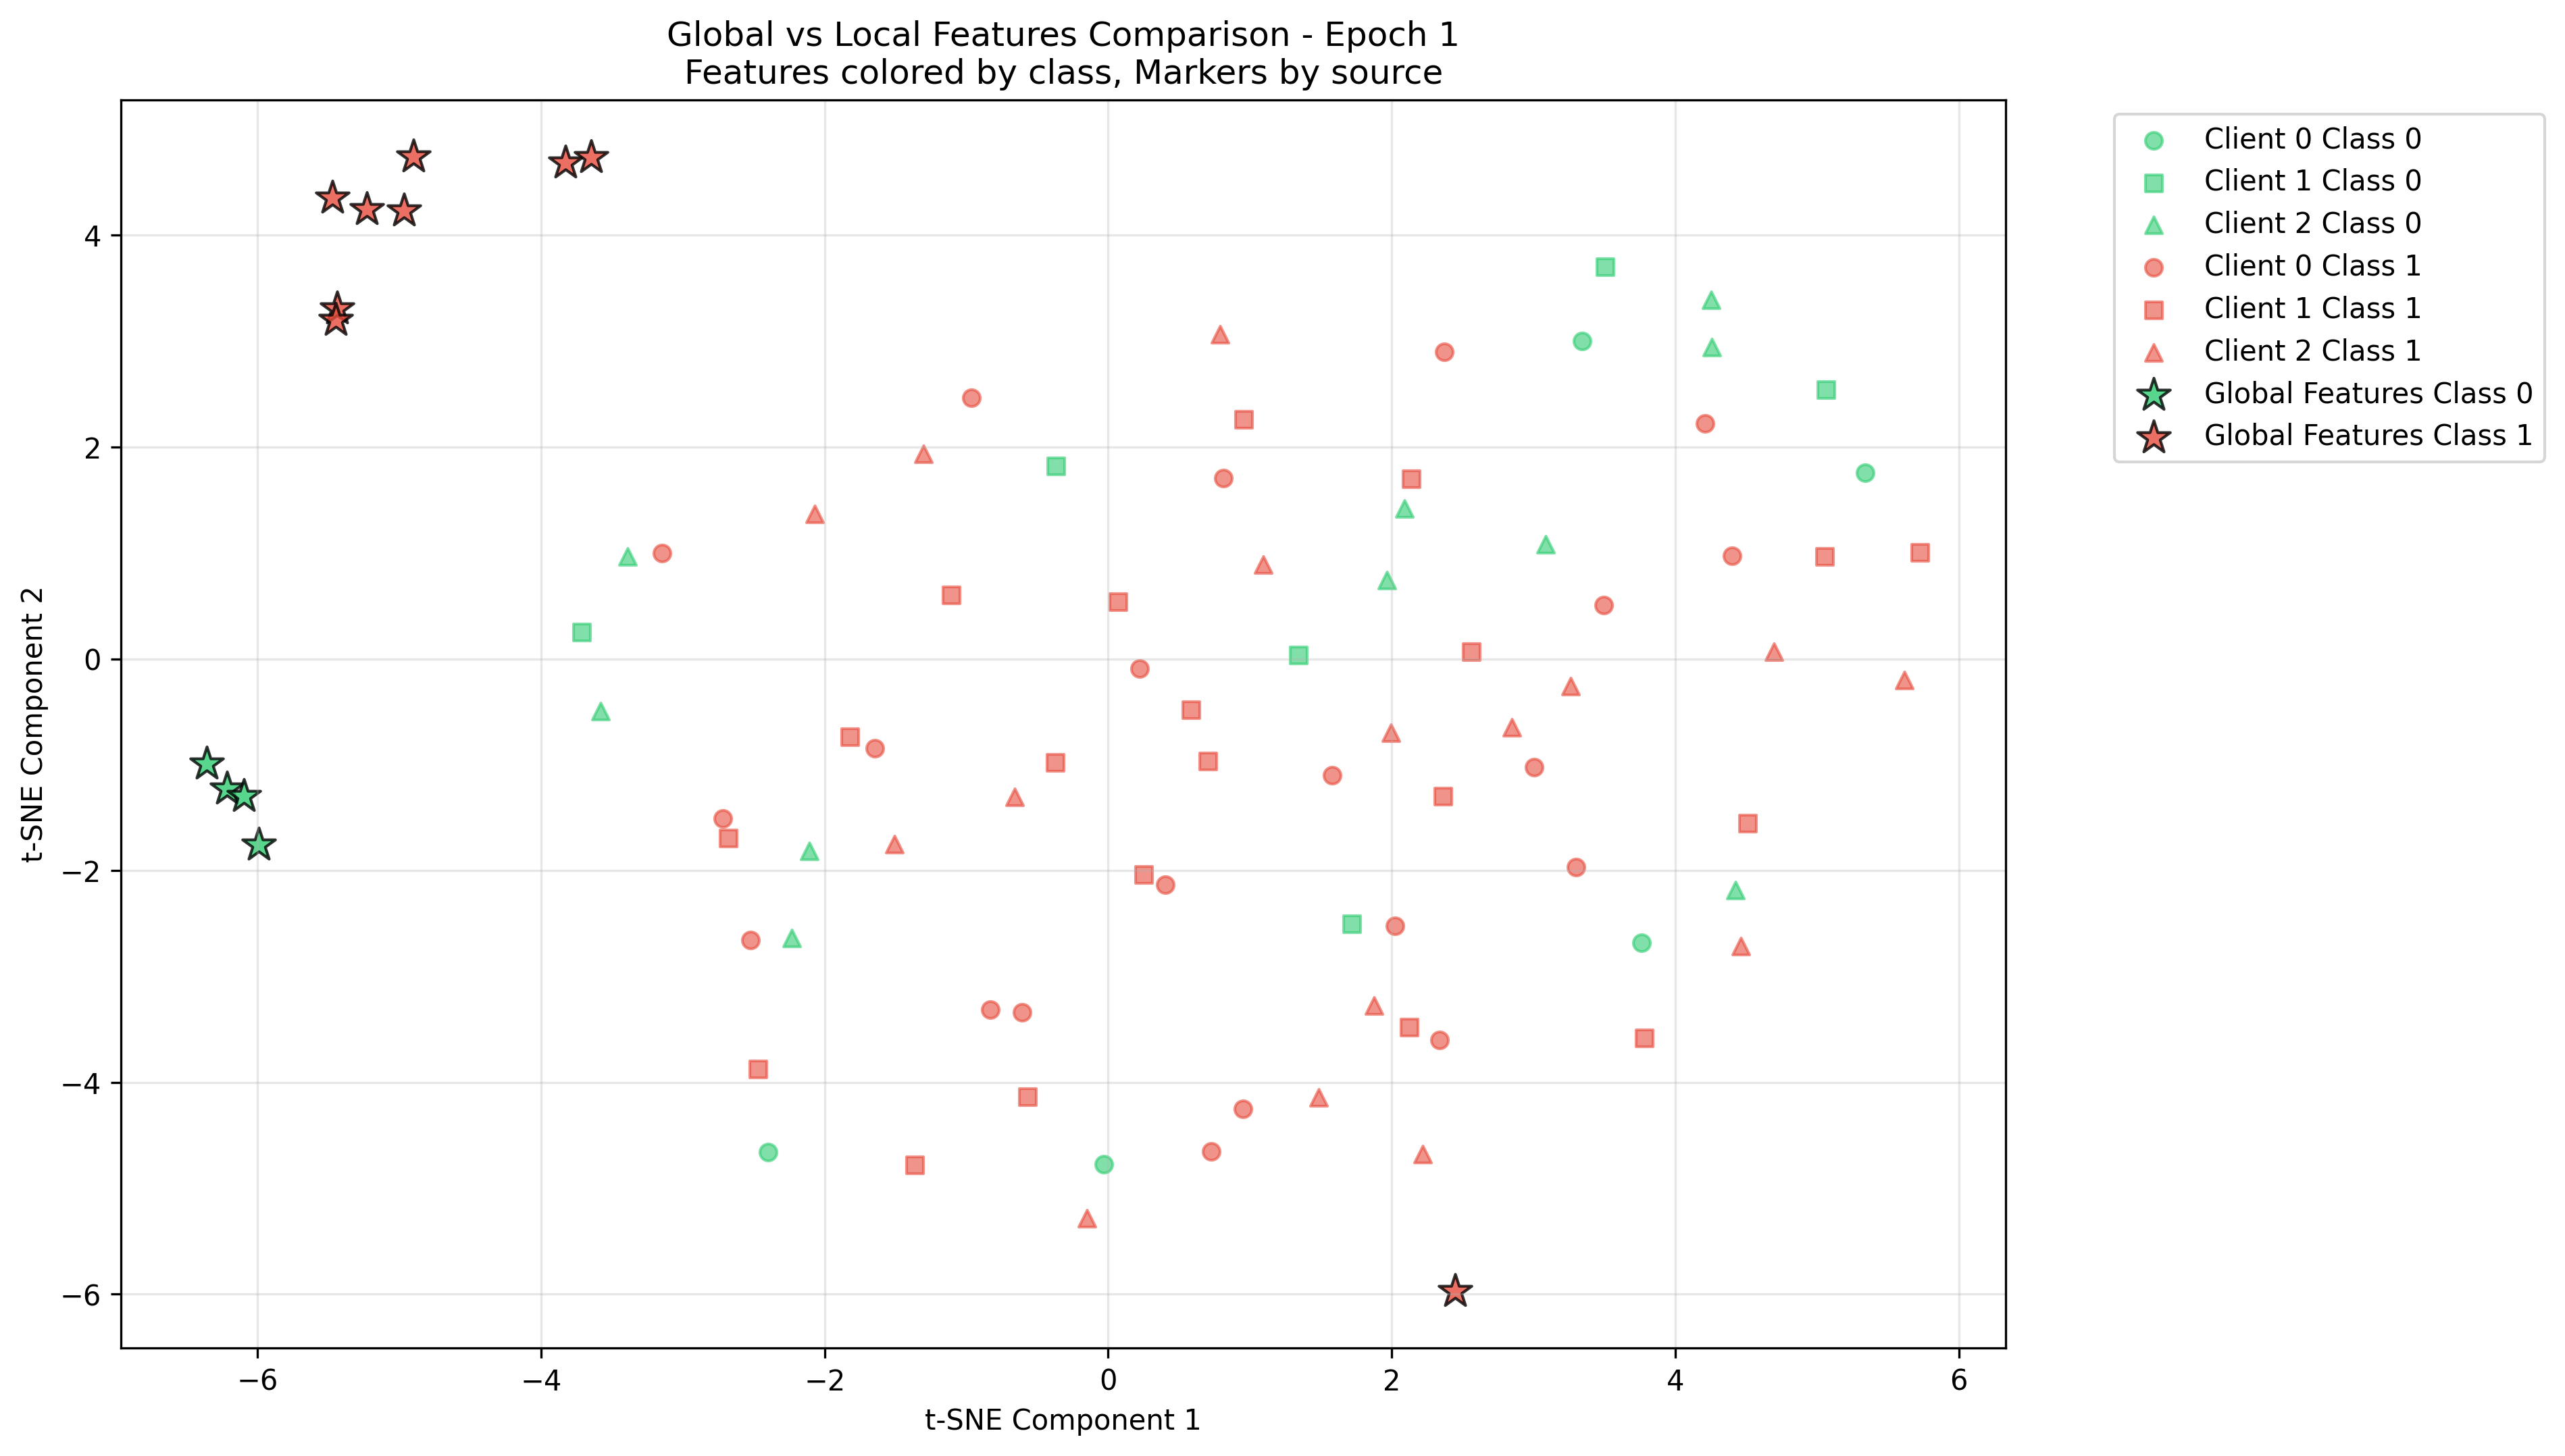 Global vs Local Features Comparison - Epoch 1
Features colored by class, Markers by source
Client 0 Class 0
Client 1 Class 0
Client 2 Class 0
Client 0 Class 1
Client 1 Class 1
Client 2 Class 1
Global Features Class 0
Global Features Class 1
t-SNE Component 2
4
2
0
−2
−4
−6
−6 −4 −2 0 2 4 6
t-SNE Component 1